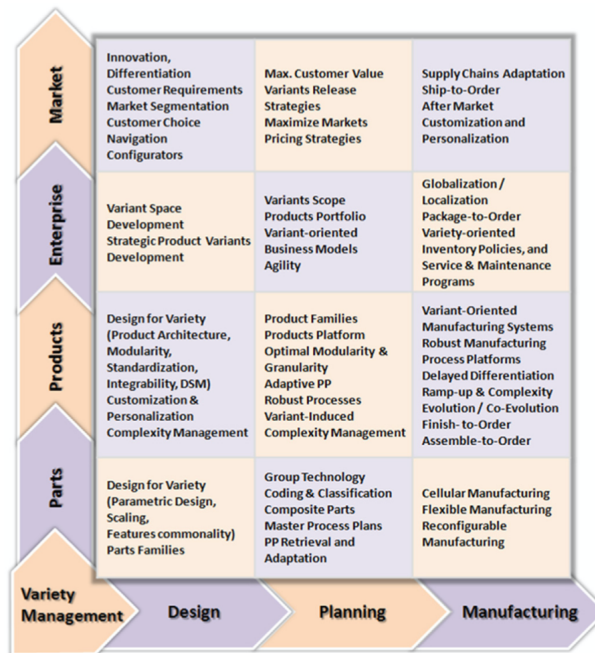 Market
Innovation,
Differentiation
Customer Requirements
Market Segmentation
Customer Choice
Navigation
Configurators
Max. Customer Value
Variants Release
Strategies
Maximize Markets
Pricing Strategies
Supply Chains Adaptation
Ship-to-Order
After Market
Customization and
Personalization
Enterprise
Variant Space
Development
Strategic Product Variants
Development
Variants Scope
Products Portfolio
Variant-oriented
Business Models
Agility
Globalization /
Localization
Package-to-Order
Variety-oriented
Inventory Policies, and
Service & Maintenance
Programs
Products
Design for Variety
(Product Architecture,
Modularity,
Standardization,
Integrability, DSM)
Customization &
Personalization
Complexity Management
Product Families
Products Platform
Optimal Modularity &
Granularity
Adaptive PP
Robust Processes
Variant-Induced
Complexity Management
Variant-Oriented
Manufacturing Systems
Robust Manufacturing
Process Platforms
Delayed Differentiation
Ramp-up & Complexity
Evolution / Co-Evolution
Finish- to-Order
Assemble-to-Order
Parts
Design for Variety
(Parametric Design,
Scaling,
Features commonality)
Parts Families
Group Technology
Coding & Classification
Composite Parts
Master Process Plans
PP Retrieval and
Adaptation
Cellular Manufacturing
Flexible Manufacturing
Reconfigurable
Manufacturing
Variety
Management
Design
Planning
Manufacturing